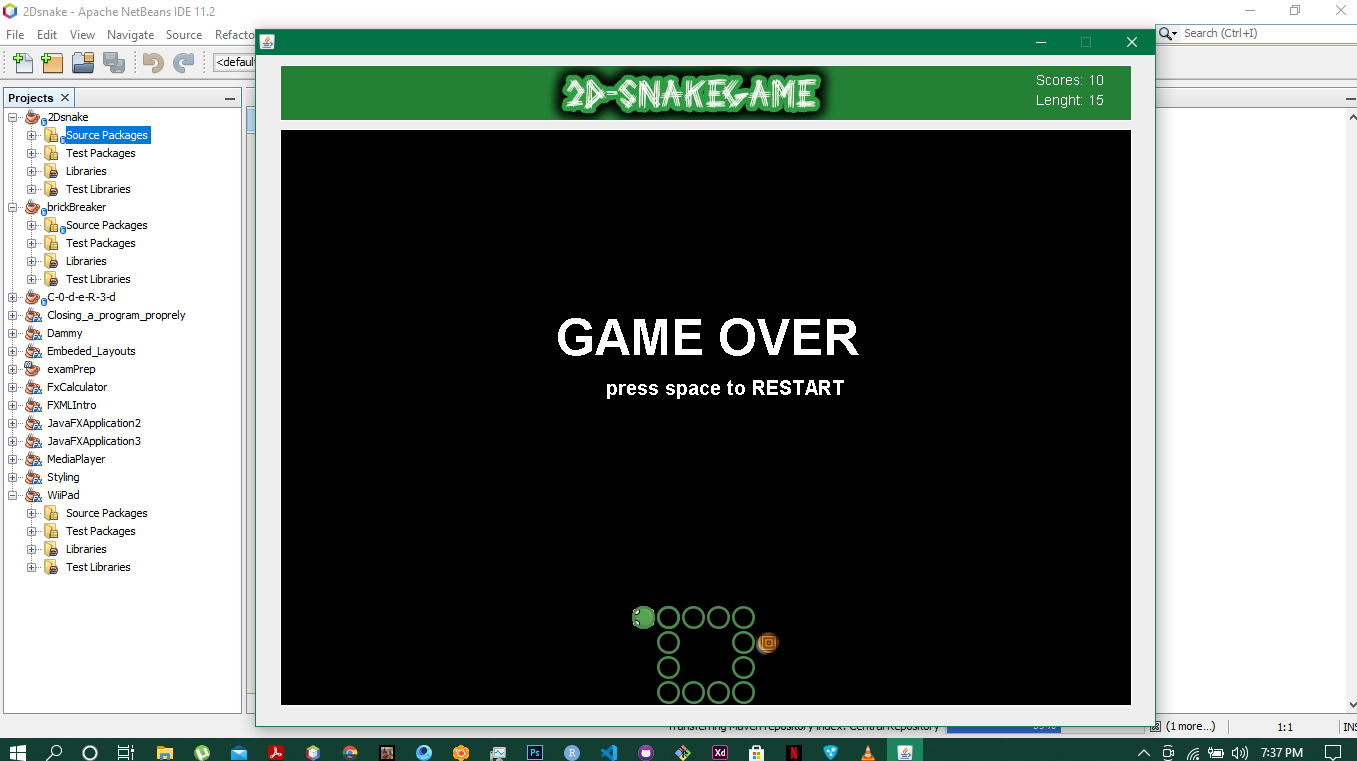 2Dsnake - Apache NetBeans IDE 11.2
File Edit View Navigate Source Refacto
Search (Ctrl+I)
<defaul
Projects
2Dsnake
Source Packages
Test Packages
Libraries
Test Libraries
brickBreaker
Source Packages
Test Packages
Libraries
Test Libraries
C-0-d-e-R-3-d
Closing_a_program_proprely
Dammy
Embeded_Layouts
examPrep
FxCalculator
FXMLIntro
JavaFXApplication2
JavaFXApplication3
MediaPlayer
Styling
WiiPad
Source Packages
Test Packages
Libraries
Test Libraries
2D-SNAKEGAME
Scores: 10
Lenght: 15
GAME OVER
press space to RESTART
Transferring Maven repository index: Central Repository
(1 more...)
1:1
INS
Ps
R
Xd
N
7:37 PM